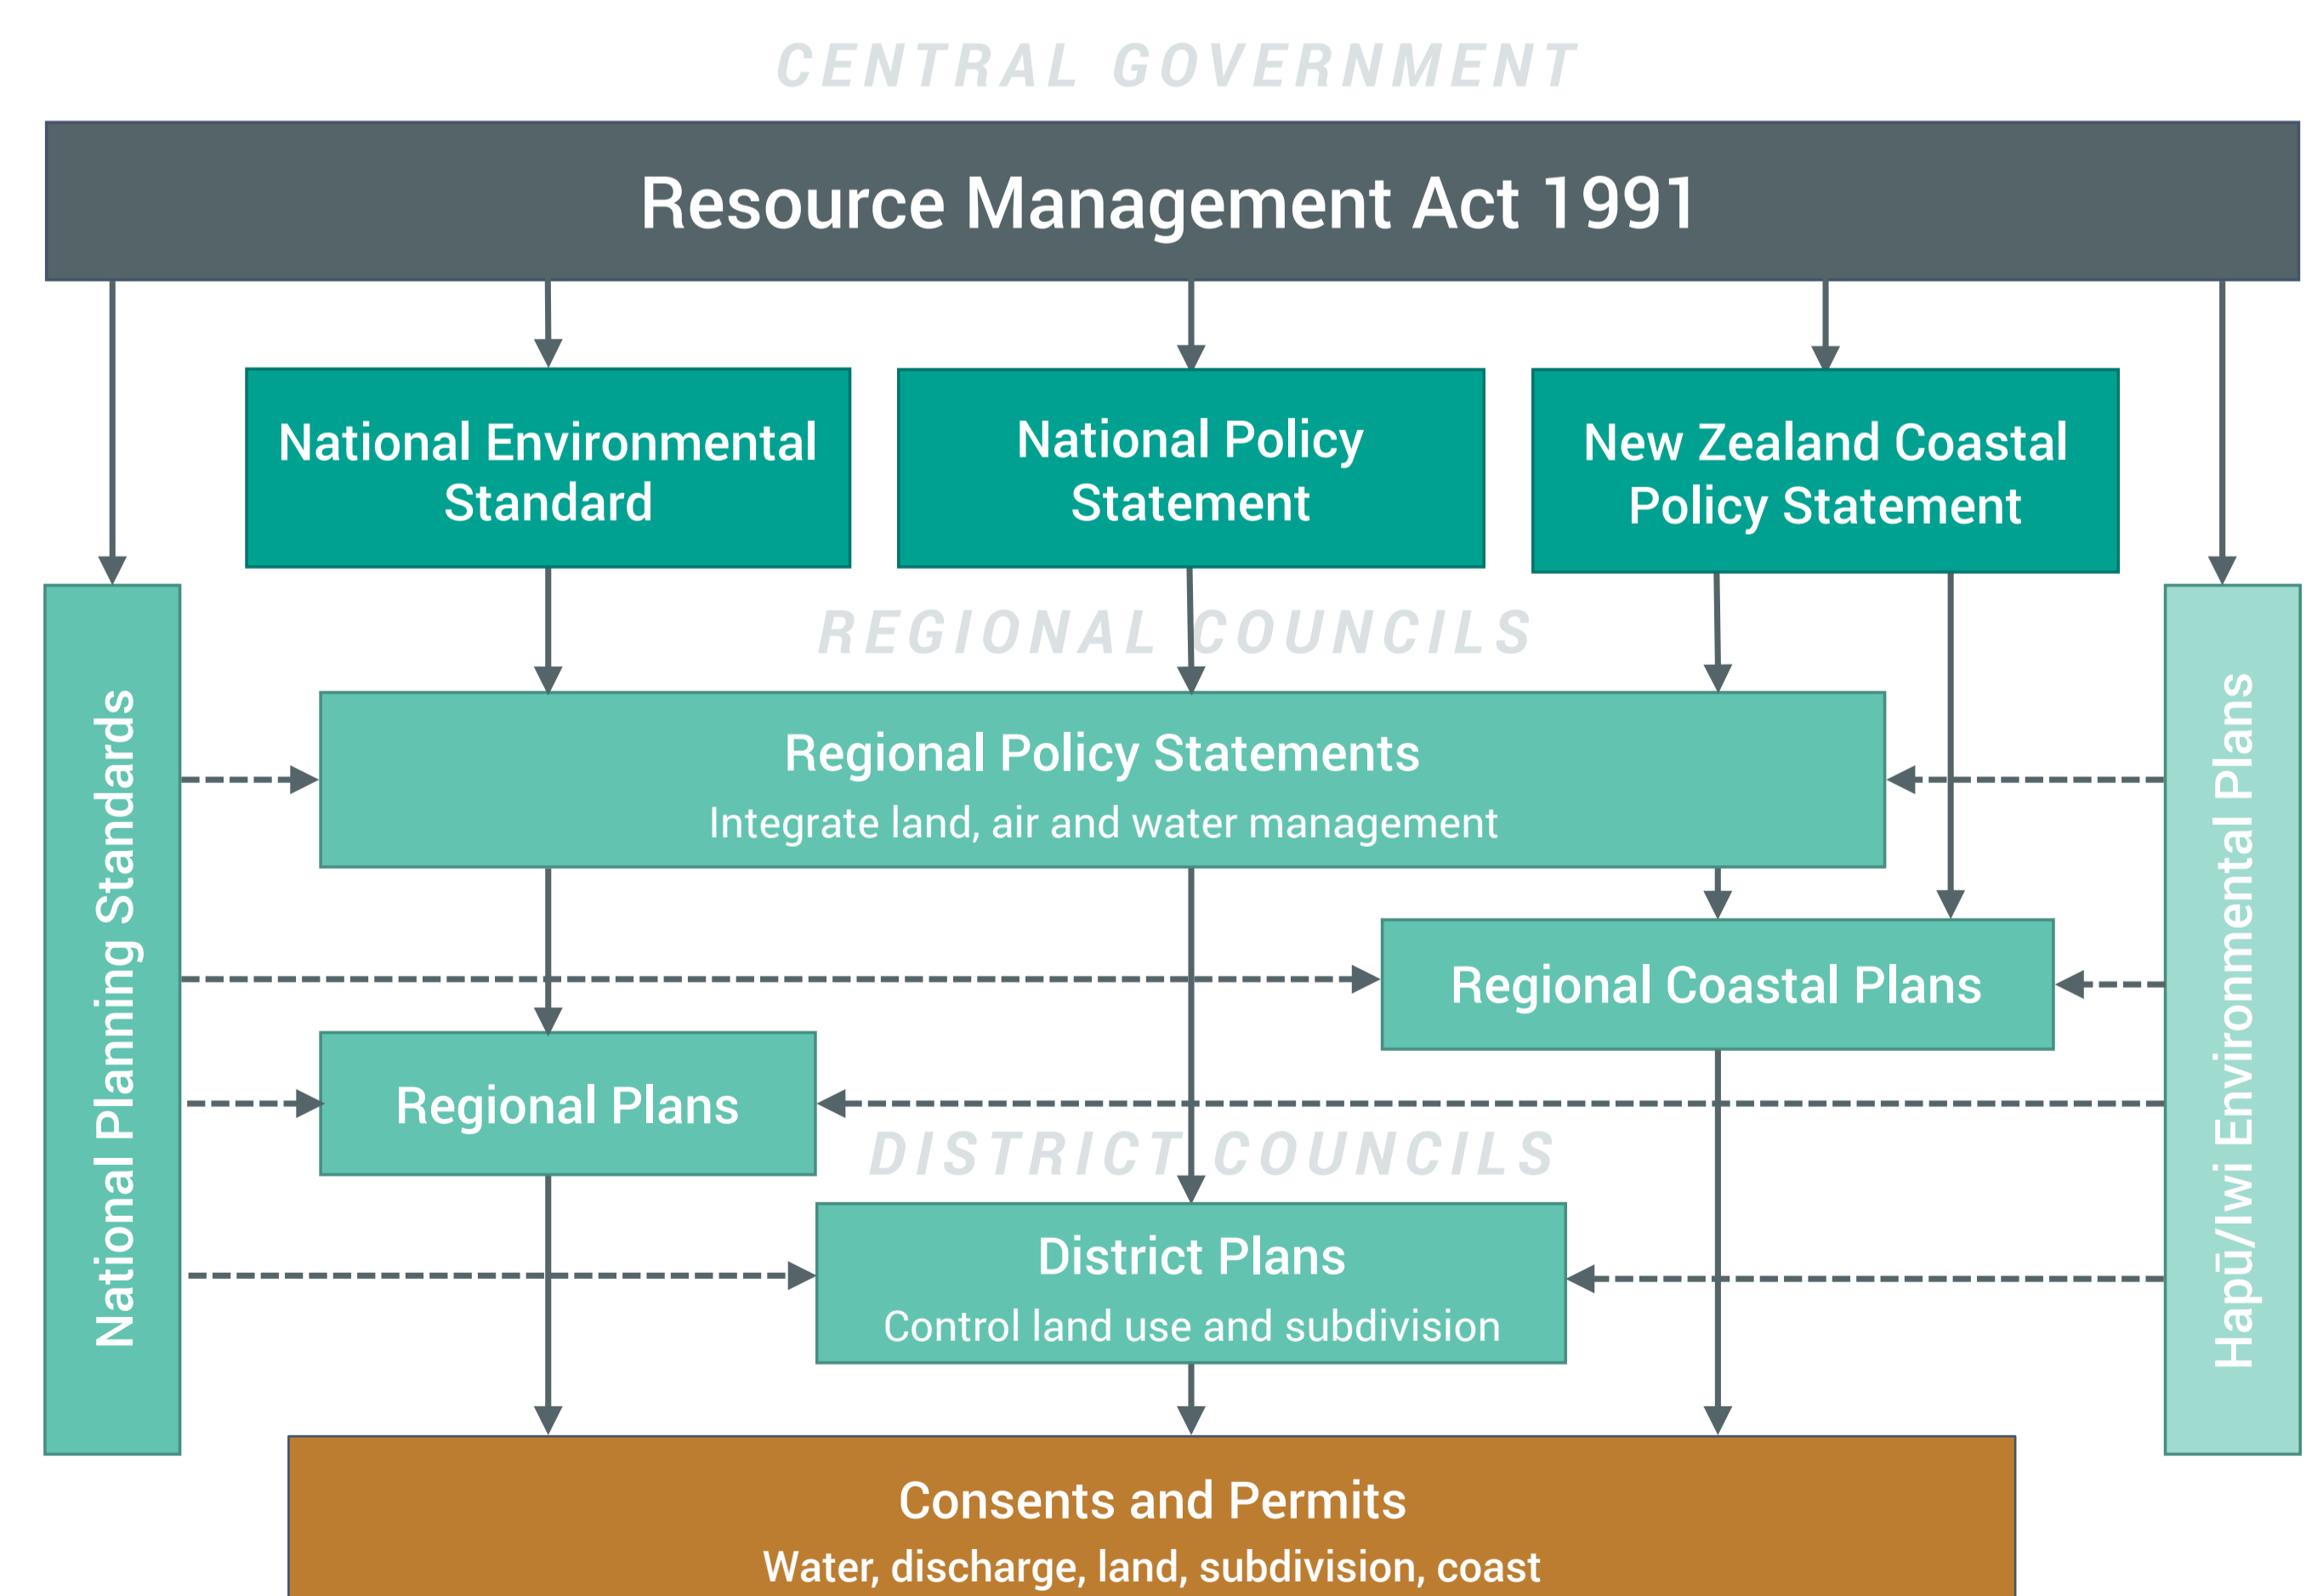 CENTRAL GOVERNMENT
Resource Management Act 1991
National Environmental
Standard
National Policy
Statement
New Zealand Coastal
Policy Statement
REGIONAL COUNCILS
National Planning Standards
Regional Policy Statements
Integrate land, air and water management
Hapū/Iwi Environmental Plans
Regional Coastal Plans
Regional Plans
DISTRICT COUNCILS
District Plans
Control land use and subdivision
Consents and Permits
Water, discharge, land, subdivision, coast